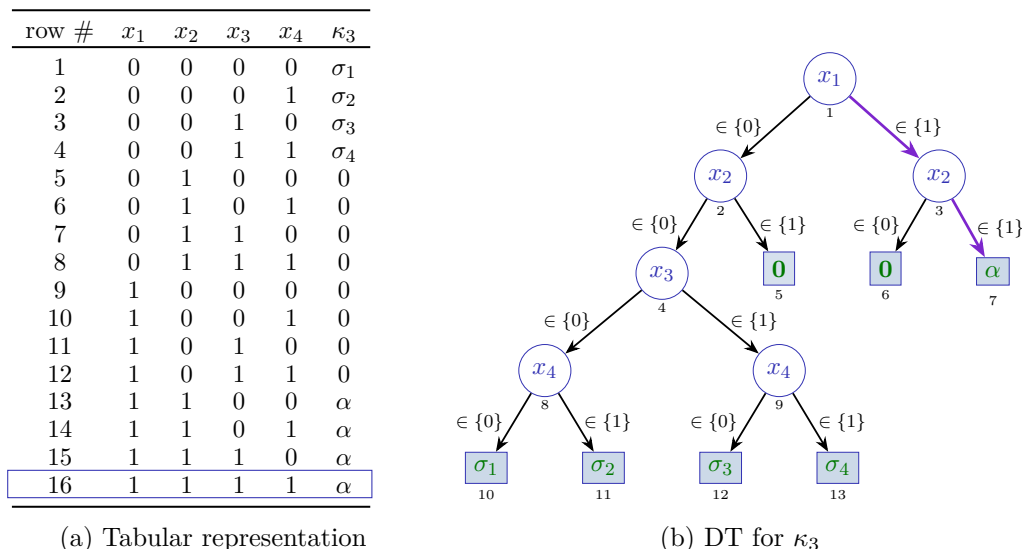 row # x₁ x₂ x₃ x₄ κ₃
1 0 0 0 0 σ₁
2 0 0 0 1 σ₂
3 0 0 1 0 σ₃
4 0 0 1 1 σ₄
5 0 1 0 0 0
6 0 1 0 1 0
7 0 1 1 0 0
8 0 1 1 1 0
9 1 0 0 0 0
10 1 0 0 1 0
11 1 0 1 0 0
12 1 0 1 1 0
13 1 1 0 0 α
14 1 1 0 1 α
15 1 1 1 0 α
16 1 1 1 1 α
(a) Tabular representation
x₁
1
∈ {0} ∈ {1}
x₂ x₂
2 3
∈ {0} ∈ {1} ∈ {0} ∈ {1}
x₃ 0 0 α
4 5 6 7
∈ {0} ∈ {1}
x₄ x₄
8 9
∈ {0} ∈ {1} ∈ {0} ∈ {1}
σ₁ σ₂ σ₃ σ₄
10 11 12 13
(b) DT for κ₃